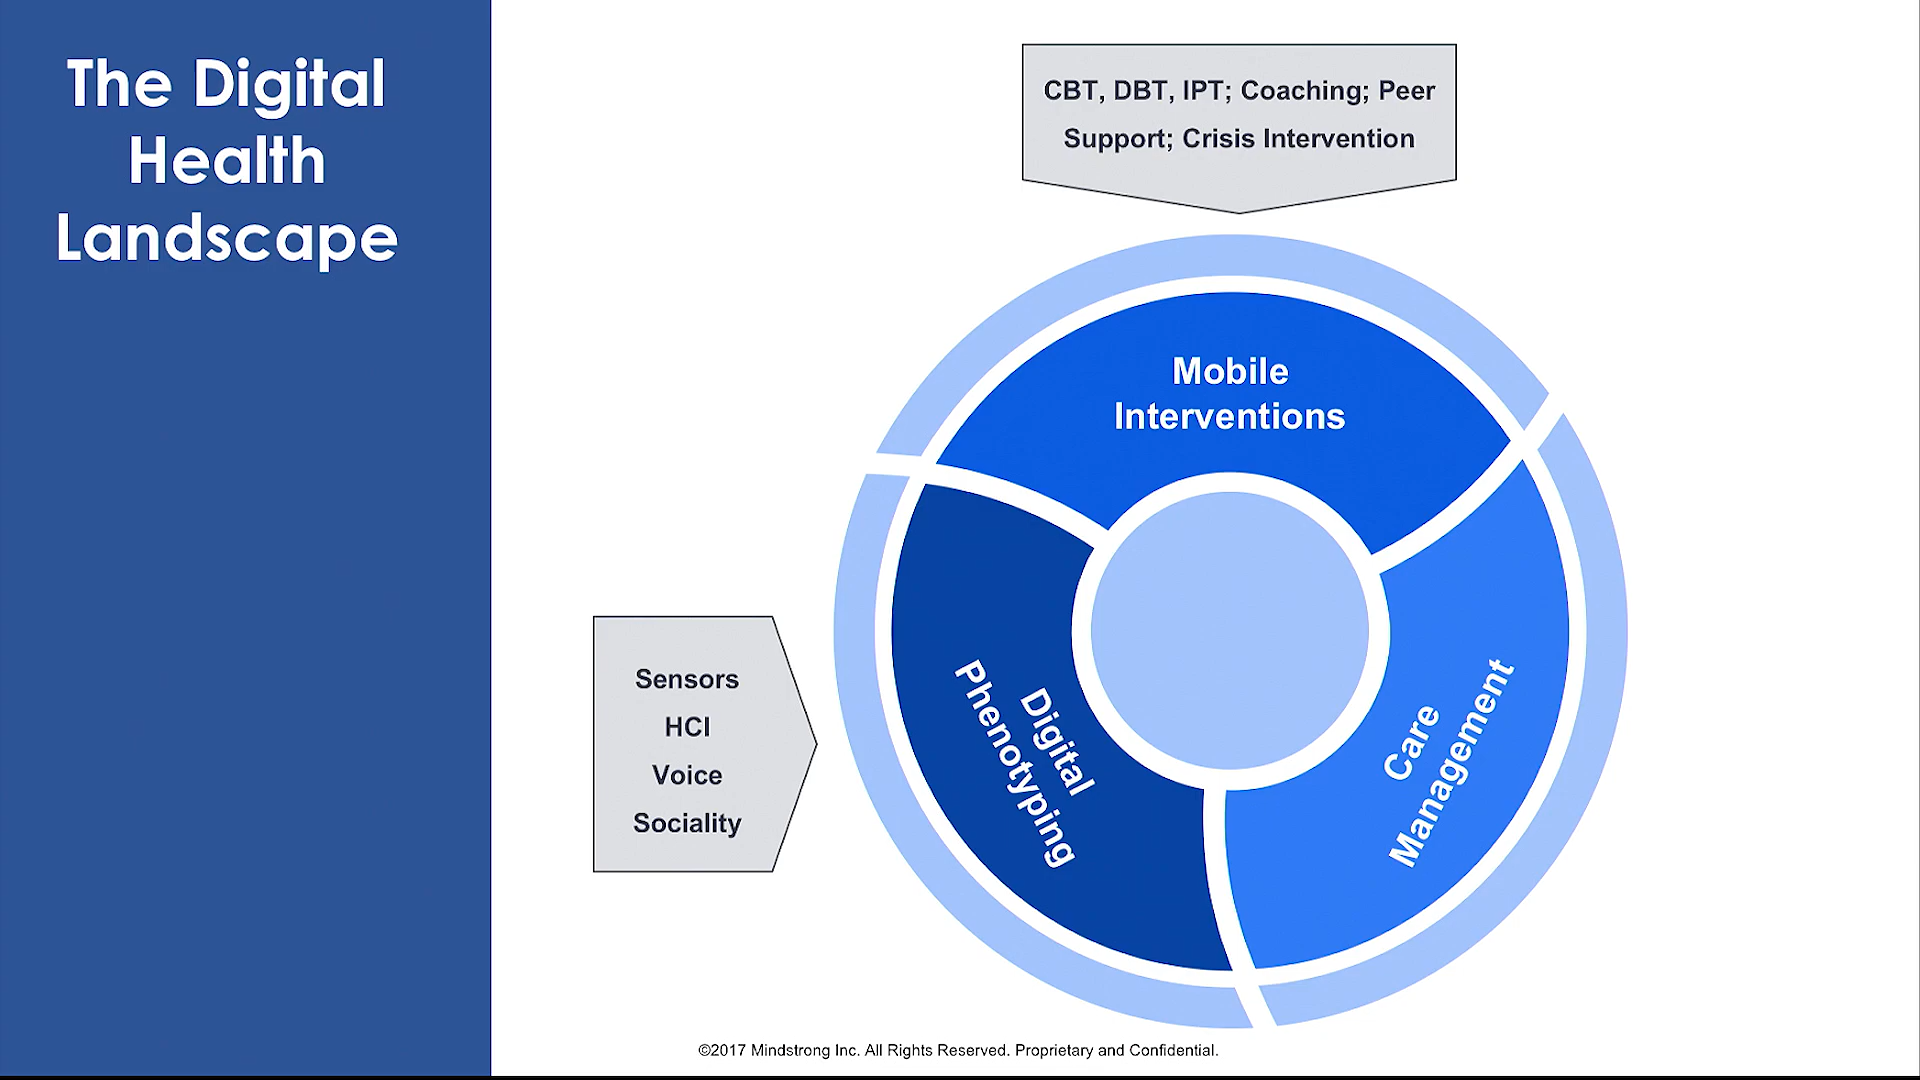 The Digital
Health
Landscape
CBT, DBT, IPT; Coaching; Peer
Support; Crisis Intervention
Mobile
Interventions
Sensors
HCI
Voice
Sociality
Digital
Phenotyping
Care
Management
©2017 Mindstrong Inc. All Rights Reserved. Proprietary and Confidential.